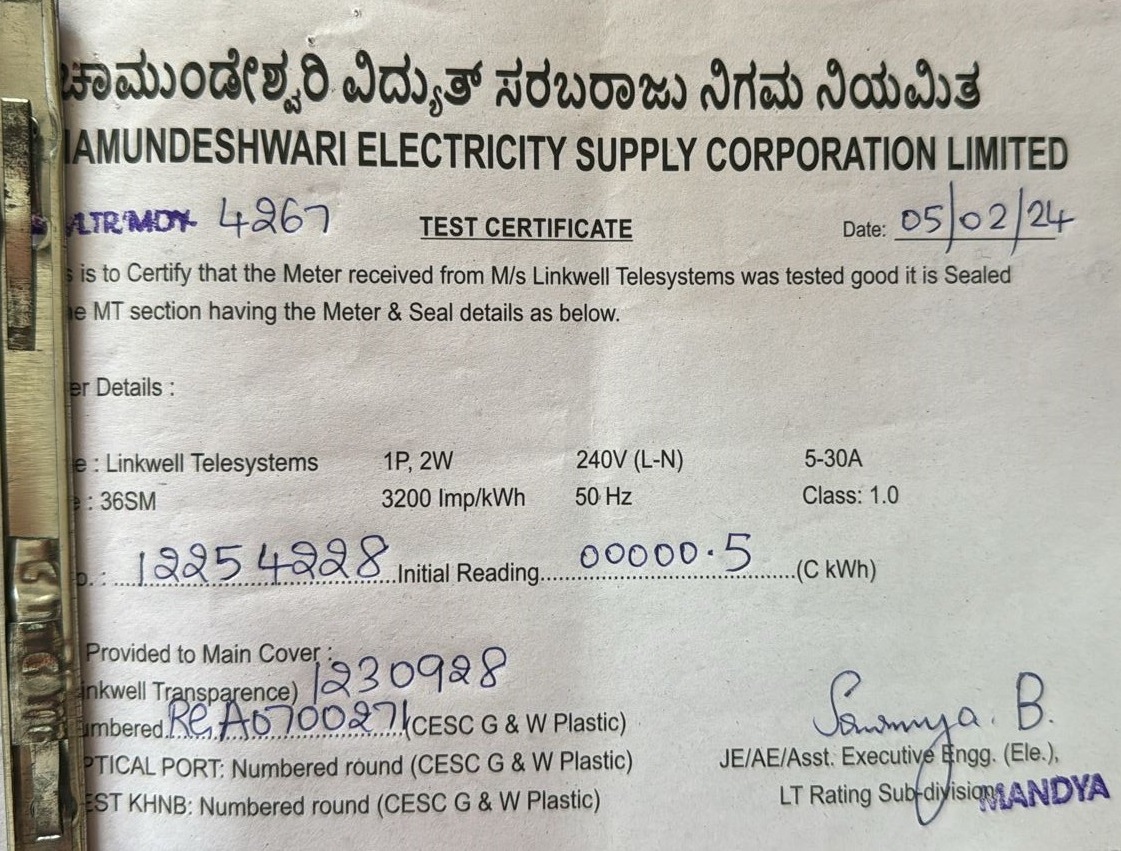 ಚಾಮುಂಡೇಶ್ವರಿ ವಿದ್ಯುತ್ ಸರಬರಾಜು ನಿಗಮ ನಿಯಮಿತ
AMUNDESHWARI ELECTRICITY SUPPLY CORPORATION LIMITED
LTR MDY 4267 TEST CERTIFICATE Date: 05/02/24
s is to Certify that the Meter received from M/s Linkwell Telesystems was tested good it is Sealed
e MT section having the Meter & Seal details as below.
er Details :
e : Linkwell Telesystems 1P, 2W 240V (L-N) 5-30A
: 36SM 3200 Imp/kWh 50 Hz Class: 1.0
o. : 12254228 Initial Reading 00000.5 (C kWh)
Provided to Main Cover :
inkwell Transparence) 1230928
umbered ReA0700271 (CESC G & W Plastic)
PTICAL PORT: Numbered round (CESC G & W Plastic)
EST KHNB: Numbered round (CESC G & W Plastic)
Sowmya. B.
JE/AE/Asst. Executive Engg. (Ele.),
LT Rating Sub-division, MANDYA